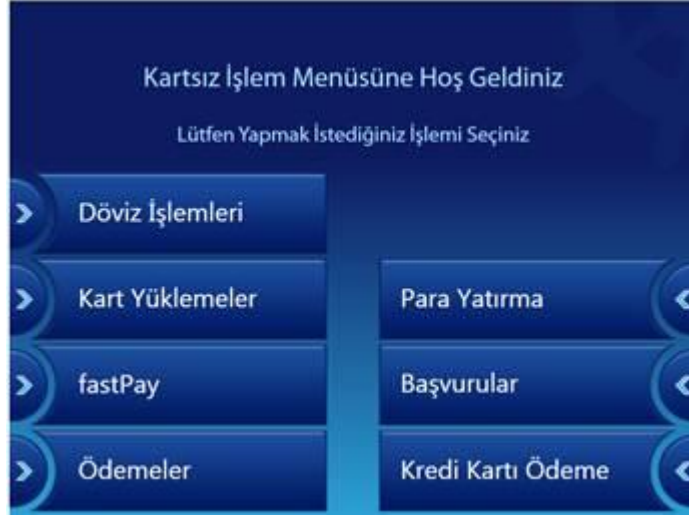 Kartsız İşlem Menüsüne Hoş Geldiniz
Lütfen Yapmak İstediğiniz İşlemi Seçiniz
Döviz İşlemleri
Kart Yüklemeler
Para Yatırma
fastPay
Başvurular
Ödemeler
Kredi Kartı Ödeme